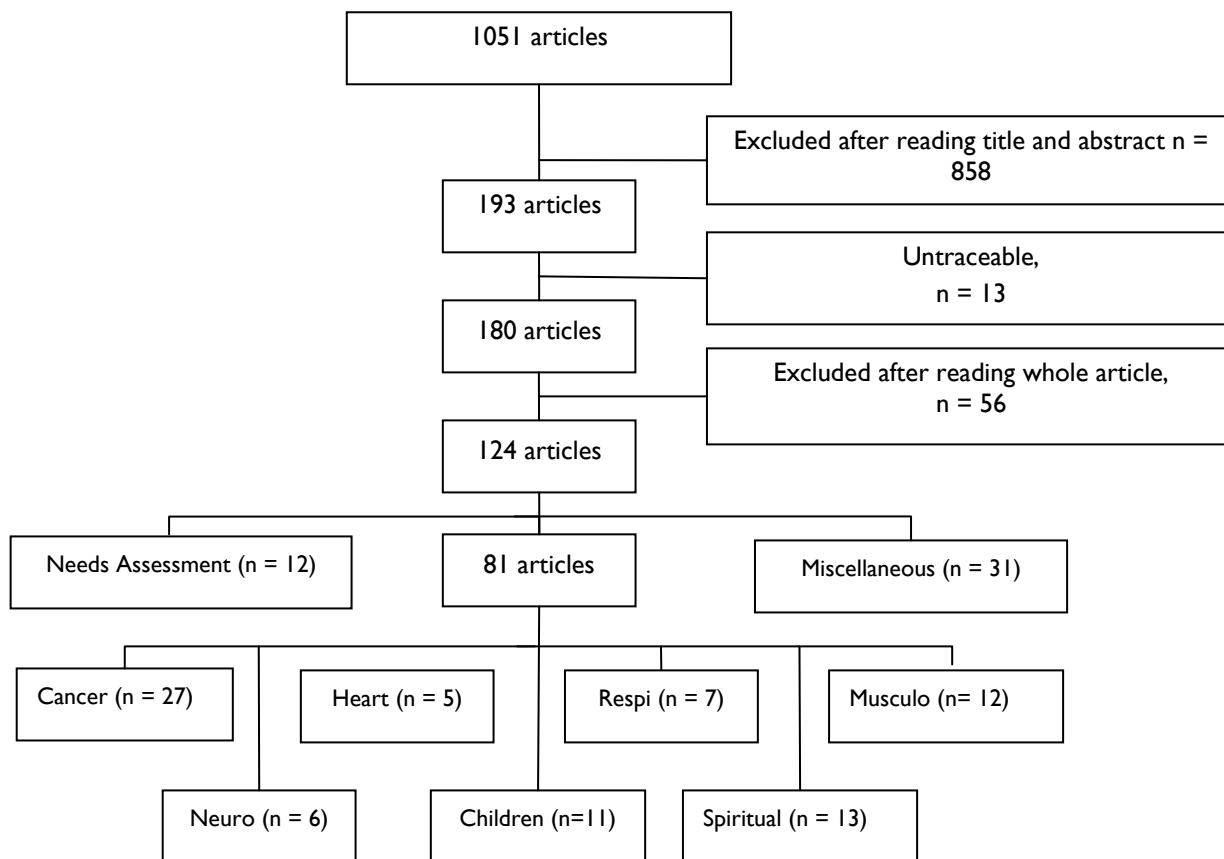 1051 articles
Excluded after reading title and abstract n =
858
193 articles
Untraceable,
n = 13
180 articles
Excluded after reading whole article,
n = 56
124 articles
Needs Assessment (n = 12)
81 articles
Miscellaneous (n = 31)
Cancer (n = 27)
Heart (n = 5)
Respi (n = 7)
Musculo (n= 12)
Neuro (n = 6)
Children (n=11)
Spiritual (n = 13)